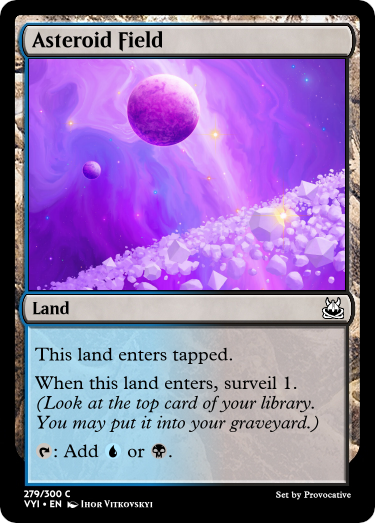 Asteroid Field
Land
This land enters tapped.
When this land enters, surveil 1.
(Look at the top card of your library.
You may put it into your graveyard.)
: Add or .
279/300 C
VYI • EN Ihor Vitkovskyi
Set by Provocative